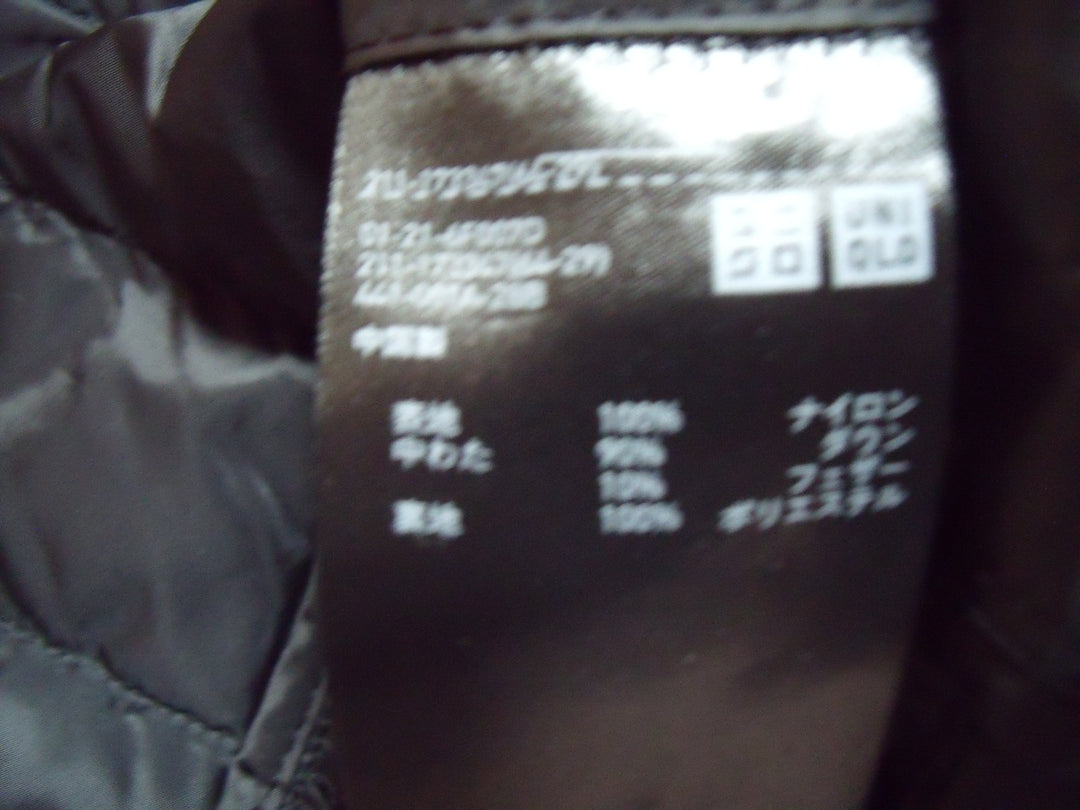 ユニ
クロ
UNI
QLO
中国製
表地 100% ナイロン
中わた 90% ダウン
10% フェザー
裏地 100% ポリエステル